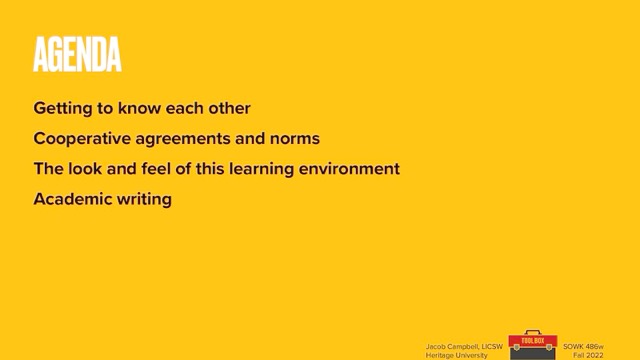 AGENDA
Getting to know each other
Cooperative agreements and norms
The look and feel of this learning environment
Academic writing
Jacob Campbell, LICSW
Heritage University
TOOLBOX
SOWK 486w
Fall 2022